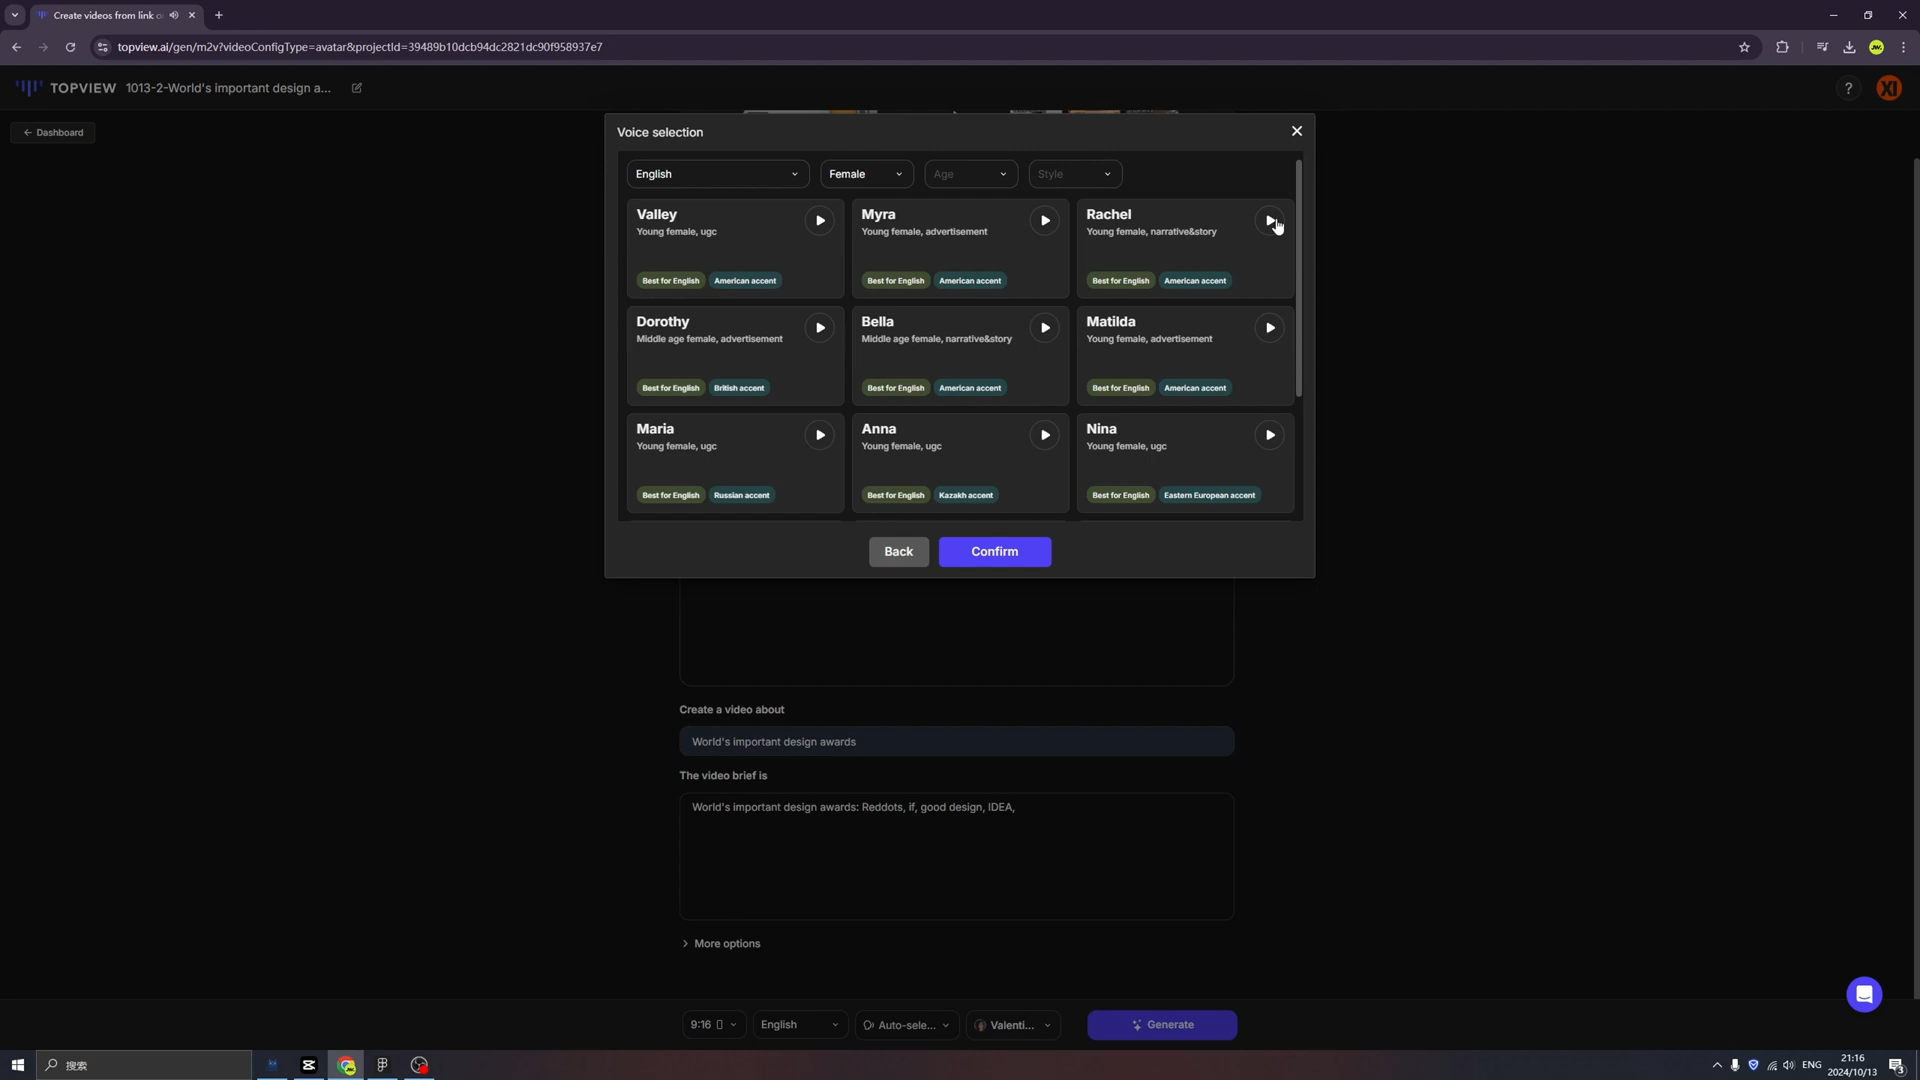 Create videos from link o
topview.ai/gen/m2v?videoConfigType=avatar&projectId=39489b10dcb94dc2821dc90f958937e7
TOPVIEW 1013-2-World's important design a...
?
XI
← Dashboard
Voice selection
English Female Age Style
Valley
Young female, ugc
Best for English American accent
Myra
Young female, advertisement
Best for English American accent
Rachel
Young female, narrative&story
Best for English American accent
Dorothy
Middle age female, advertisement
Best for English British accent
Bella
Middle age female, narrative&story
Best for English American accent
Matilda
Young female, advertisement
Best for English American accent
Maria
Young female, ugc
Best for English Russian accent
Anna
Young female, ugc
Best for English Kazakh accent
Nina
Young female, ugc
Best for English Eastern European accent
Back Confirm
Create a video about
World's important design awards
The video brief is
World's important design awards: Reddots, if, good design, IDEA,
More options
9:16 English Auto-sele... Valenti... Generate
搜索
ENG
21:16
2024/10/13
3